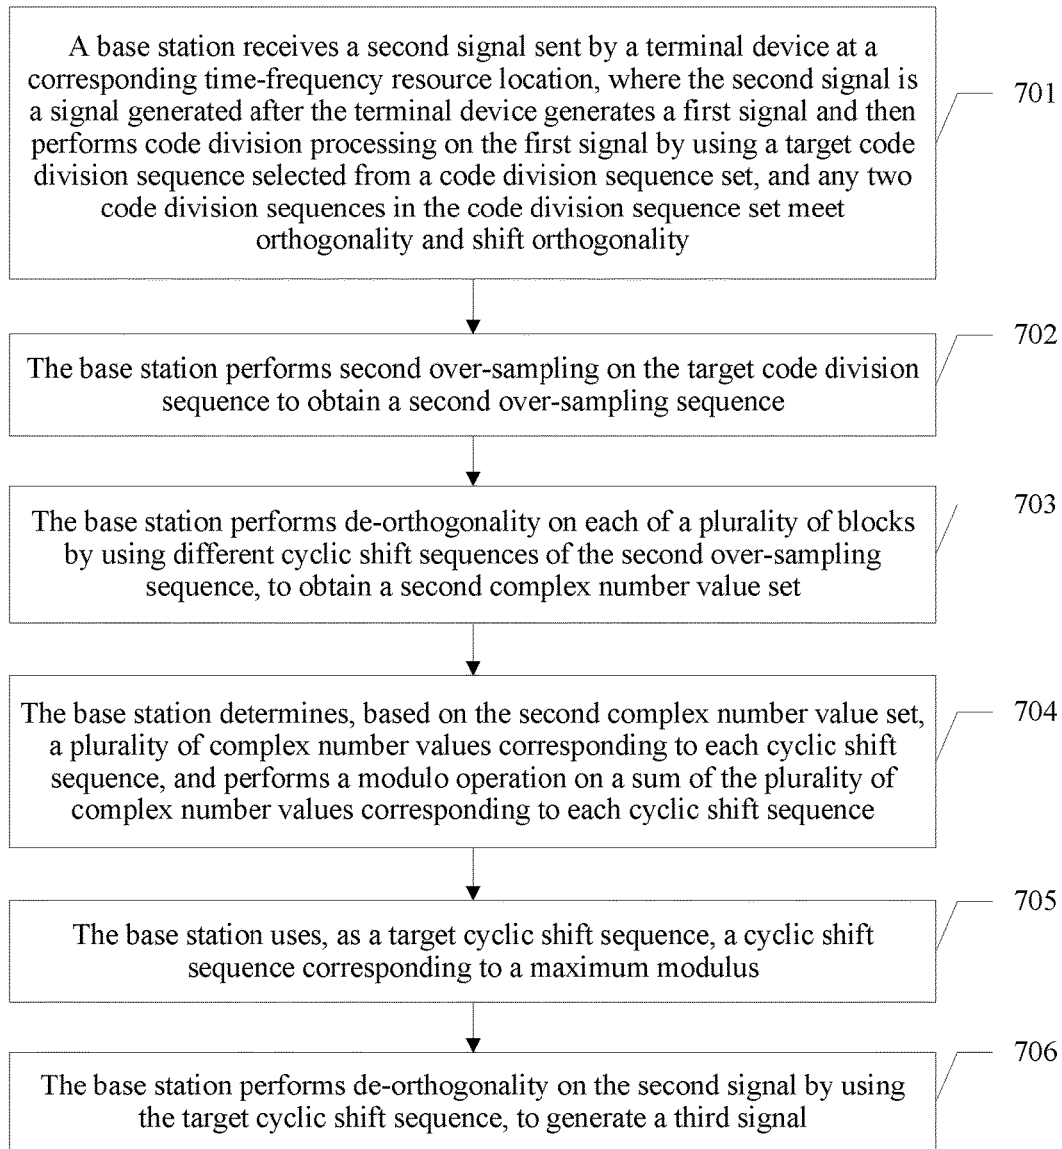 A base station receives a second signal sent by a terminal device at a
corresponding time-frequency resource location, where the second signal is
a signal generated after the terminal device generates a first signal and then
performs code division processing on the first signal by using a target code
division sequence selected from a code division sequence set, and any two
code division sequences in the code division sequence set meet
orthogonality and shift orthogonality
701
The base station performs second over-sampling on the target code division
sequence to obtain a second over-sampling sequence
702
The base station performs de-orthogonality on each of a plurality of blocks
by using different cyclic shift sequences of the second over-sampling
sequence, to obtain a second complex number value set
703
The base station determines, based on the second complex number value set,
a plurality of complex number values corresponding to each cyclic shift
sequence, and performs a modulo operation on a sum of the plurality of
complex number values corresponding to each cyclic shift sequence
704
The base station uses, as a target cyclic shift sequence, a cyclic shift
sequence corresponding to a maximum modulus
705
The base station performs de-orthogonality on the second signal by using
the target cyclic shift sequence, to generate a third signal
706